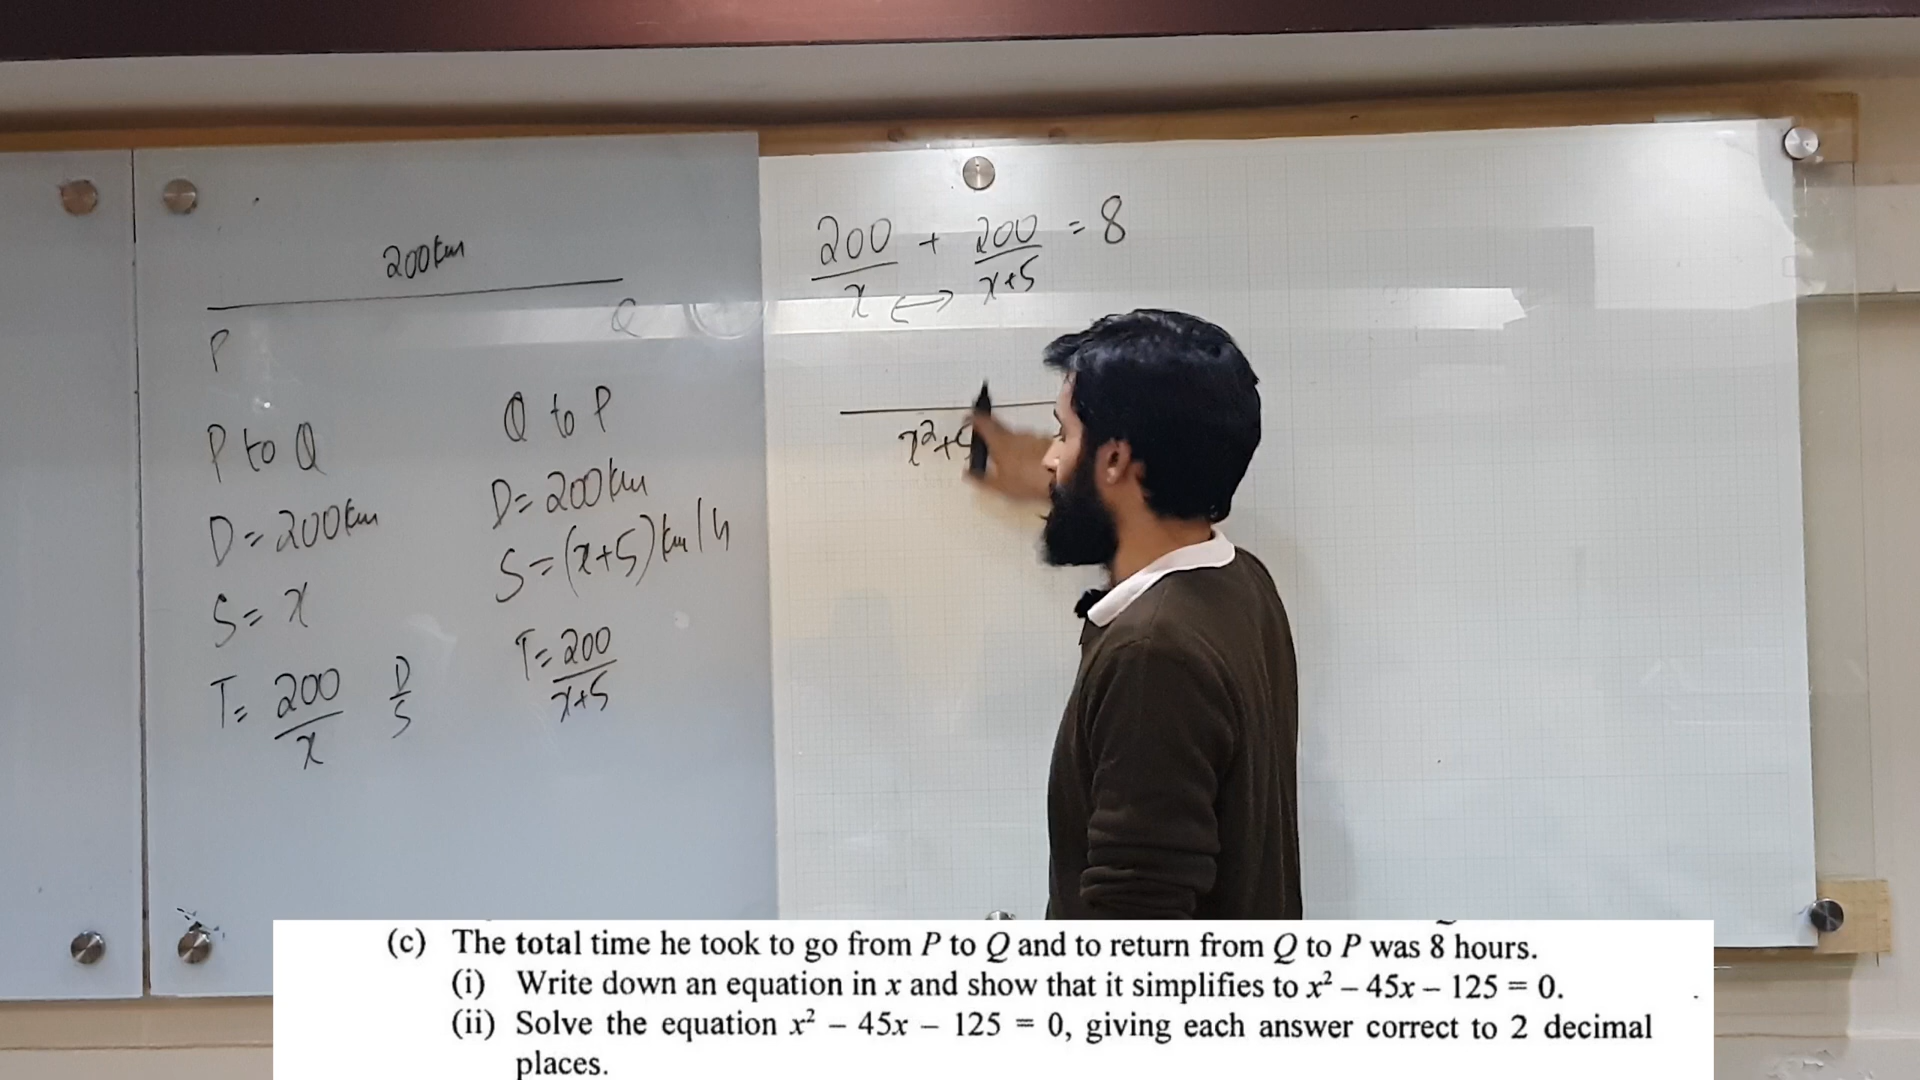 200km
P Q
P to Q
D = 200km
S = x
T = 200/x D/S
Q to P
D = 200km
S = (x+5) km/h
T = 200/x+5
200/x + 200/x+5 = 8
x²+5
(c) The total time he took to go from P to Q and to return from Q to P was 8 hours.
(i) Write down an equation in x and show that it simplifies to x² – 45x – 125 = 0.
(ii) Solve the equation x² – 45x – 125 = 0, giving each answer correct to 2 decimal
places.